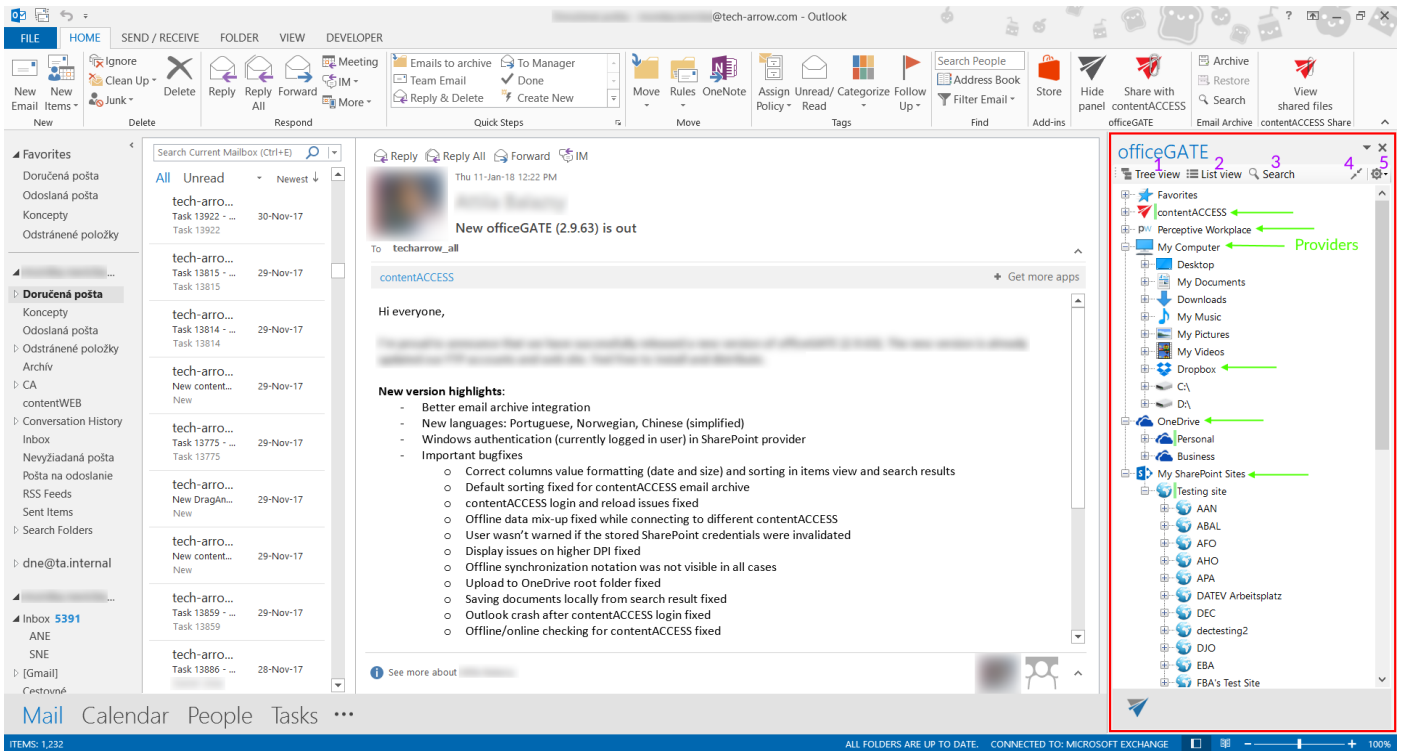 @tech-arrow.com - Outlook
?
FILE HOME SEND / RECEIVE FOLDER VIEW DEVELOPER
New Email
New Items
New
Ignore
Clean Up
Junk
Delete
Delete
Reply
Reply All
Forward
Meeting
IM
More
Respond
Emails to archive
Team Email
Reply & Delete
To Manager
Done
Create New
Quick Steps
Move
Rules
OneNote
Move
Assign Policy
Unread/ Read
Categorize
Follow Up
Tags
Search People
Address Book
Filter Email
Find
Store
Add-ins
Hide panel
Share with contentACCESS
officeGATE
Archive
Restore
Search
Email Archive
View shared files
contentACCESS Share
Favorites
Doručená pošta
Odoslaná pošta
Koncepty
Odstránené položky
...
Doručená pošta
Koncepty
Odoslaná pošta
Odstránené položky
Archív
CA
contentWEB
Conversation History
Inbox
Nevyžiadaná pošta
Pošta na odoslanie
RSS Feeds
Sent Items
Search Folders
dne@ta.internal
...
Inbox 5391
ANE
SNE
[Gmail]
Cestovné
Search Current Mailbox (Ctrl+E)
All Unread Newest ↓
tech-arro...
Task 13922 - ... 30-Nov-17
Task 13922
tech-arro...
Task 13815 - ... 29-Nov-17
Task 13815
tech-arro...
Task 13814 - ... 29-Nov-17
Task 13814
tech-arro...
New content... 29-Nov-17
New
tech-arro...
Task 13775 - ... 29-Nov-17
Task 13775
tech-arro...
New DragAn... 29-Nov-17
New
tech-arro...
New content... 29-Nov-17
New
tech-arro...
Task 13859 - ... 29-Nov-17
Task 13859
tech-arro...
Task 13886 - ... 28-Nov-17
Reply Reply All Forward IM
Thu 11-Jan-18 12:22 PM
New officeGATE (2.9.63) is out
To techarrow_all
contentACCESS + Get more apps
Hi everyone,
New version highlights:
- Better email archive integration
- New languages: Portuguese, Norwegian, Chinese (simplified)
- Windows authentication (currently logged in user) in SharePoint provider
- Important bugfixes
o Correct columns value formatting (date and size) and sorting in items view and search results
o Default sorting fixed for contentACCESS email archive
o contentACCESS login and reload issues fixed
o Offline data mix-up fixed while connecting to different contentACCESS
o User wasn't warned if the stored SharePoint credentials were invalidated
o Display issues on higher DPI fixed
o Offline synchronization notation was not visible in all cases
o Upload to OneDrive root folder fixed
o Saving documents locally from search result fixed
o Outlook crash after contentACCESS login fixed
o Offline/online checking for contentACCESS fixed
See more about
officeGATE
1 2 3 4 5
Tree view List view Search
Favorites
contentACCESS
pw Perceptive Workplace
My Computer
Providers
Desktop
My Documents
Downloads
My Music
My Pictures
My Videos
Dropbox
C:\
D:\
OneDrive
Personal
Business
My SharePoint Sites
Testing site
AAN
ABAL
AFO
AHO
APA
DATEV Arbeitsplatz
DEC
dectesting2
DJO
EBA
FBA's Test Site
Mail Calendar People Tasks ...
ITEMS: 1,232
ALL FOLDERS ARE UP TO DATE. CONNECTED TO: MICROSOFT EXCHANGE
100%